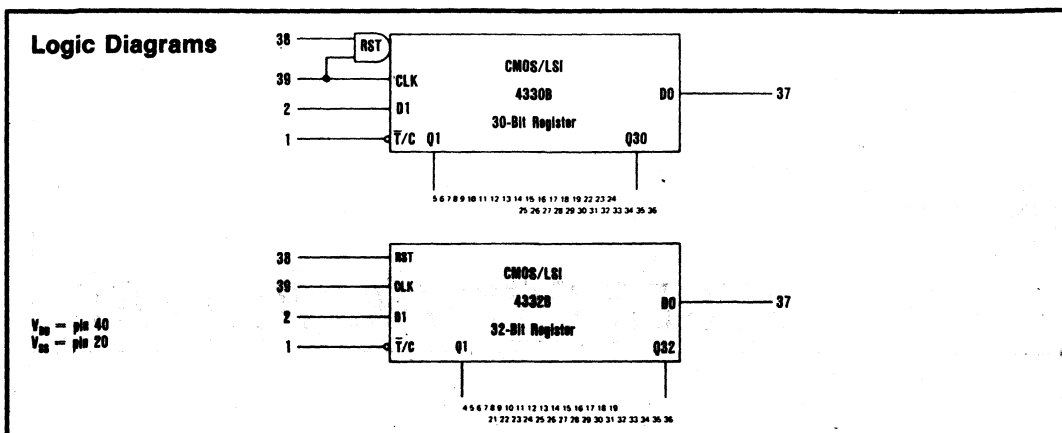 Logic Diagrams
38
RST
39
CLK
CMOS/LSI
4330B
30-Bit Register
DO
37
2
D1
1
T̅/C
Q1
Q30
5 6 7 8 9 10 11 12 13 14 15 16 17 18 19 22 23 24
25 26 27 28 29 30 31 32 33 34 35 36
38
RST
39
CLK
CMOS/LSI
4332B
32-Bit Register
DO
37
2
D1
1
T̅/C
Q1
Q32
4 5 6 7 8 9 10 11 12 13 14 15 16 17 18 19
21 22 23 24 25 26 27 28 29 30 31 32 33 34 35 36
VDD — pin 40
VSS — pin 20